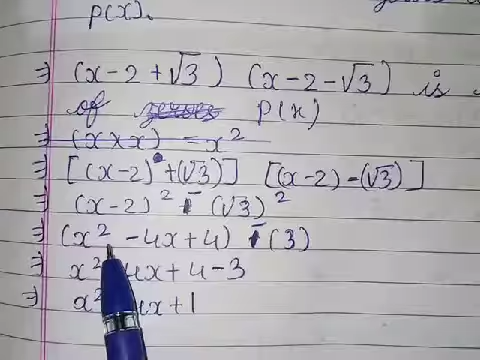 p(x).
⇒ (x-2+√3) (x-2-√3) is
of zeroes p(x)
⇒ (x × x) = x²
⇒ [(x-2) + (√3)] [(x-2) - (√3)]
⇒ (x-2)² - (√3)²
⇒ (x² - 4x + 4) - (3)
⇒ x² 4x + 4 - 3
⇒ x² 4x + 1